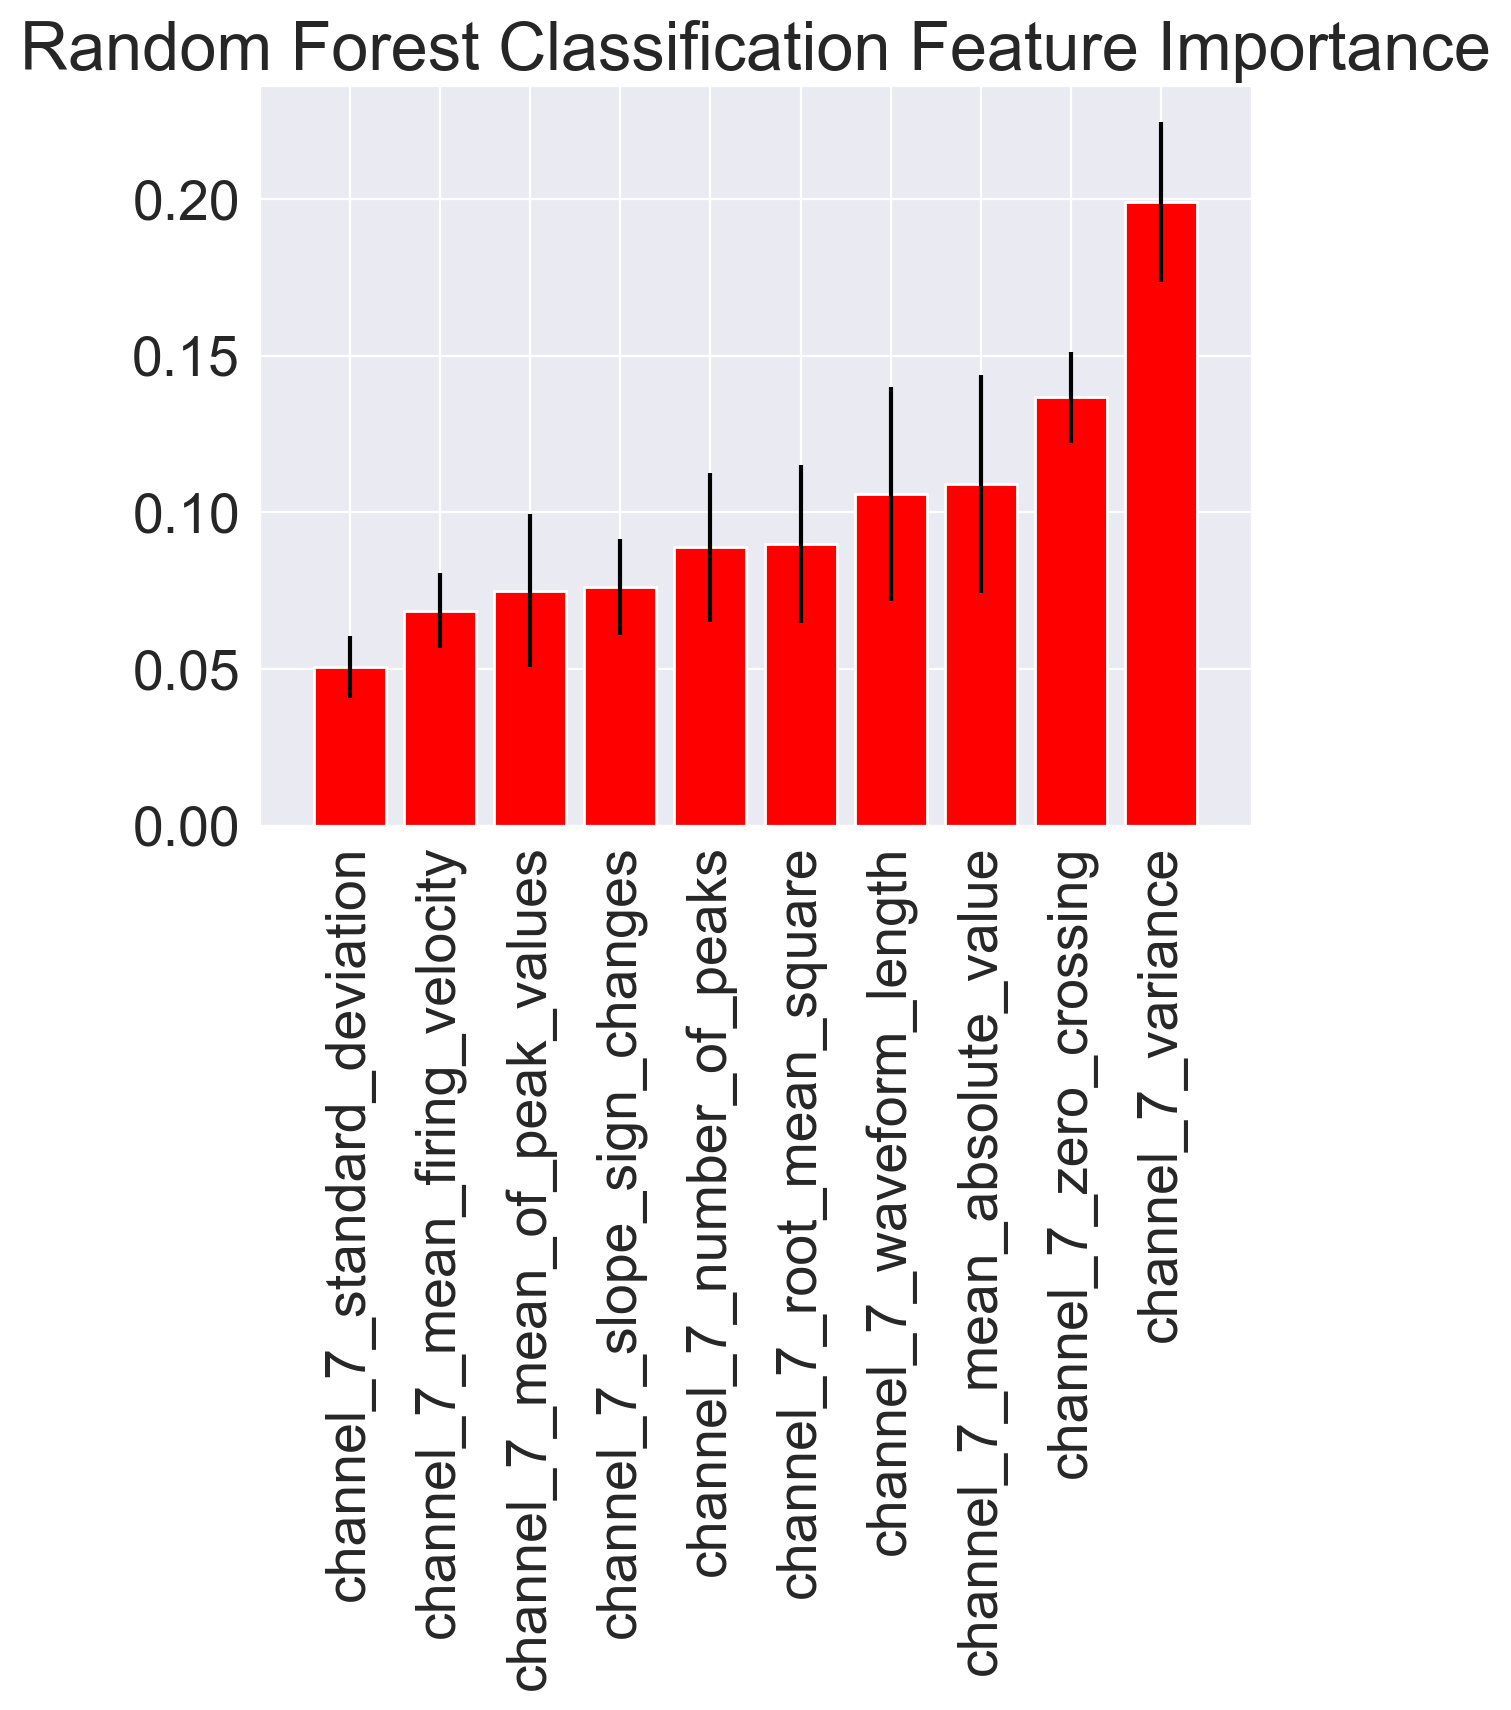 Random Forest Classification Feature Importance
0.20
0.15
0.10
0.05
0.00
channel_7_standard_deviation
channel_7_mean_firing_velocity
channel_7_mean_of_peak_values
channel_7_slope_sign_changes
channel_7_number_of_peaks
channel_7_root_mean_square
channel_7_waveform_length
channel_7_mean_absolute_value
channel_7_zero_crossing
channel_7_variance